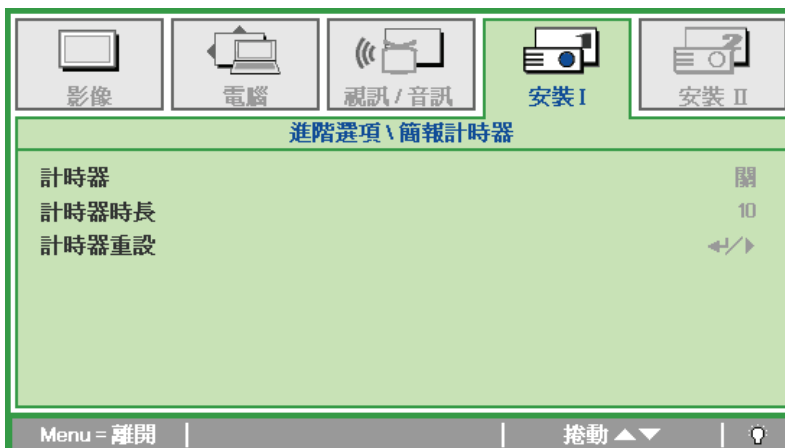 影像
電腦
視訊 / 音訊
安裝 I
安裝 II
進階選項 \ 簡報計時器
計時器 關
計時器時長 10
計時器重設
Menu = 離開 捲動